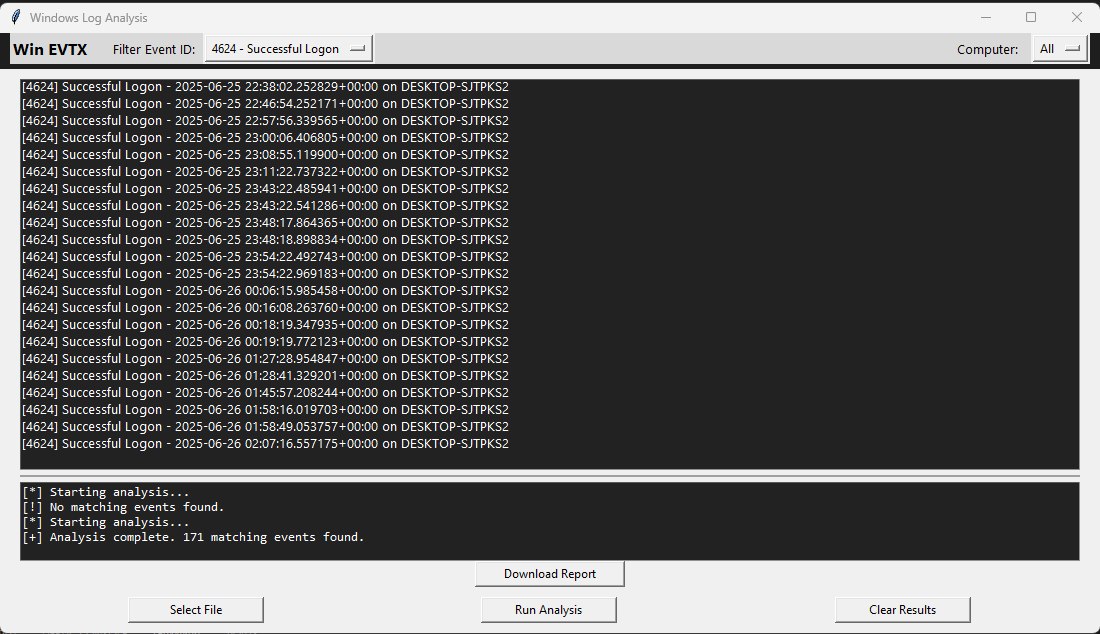 Windows Log Analysis
Win EVTX Filter Event ID: 4624 - Successful Logon Computer: All
[4624] Successful Logon - 2025-06-25 22:38:02.252829+00:00 on DESKTOP-SJTPKS2
[4624] Successful Logon - 2025-06-25 22:46:54.252171+00:00 on DESKTOP-SJTPKS2
[4624] Successful Logon - 2025-06-25 22:57:56.339565+00:00 on DESKTOP-SJTPKS2
[4624] Successful Logon - 2025-06-25 23:00:06.406805+00:00 on DESKTOP-SJTPKS2
[4624] Successful Logon - 2025-06-25 23:08:55.119900+00:00 on DESKTOP-SJTPKS2
[4624] Successful Logon - 2025-06-25 23:11:22.737322+00:00 on DESKTOP-SJTPKS2
[4624] Successful Logon - 2025-06-25 23:43:22.485941+00:00 on DESKTOP-SJTPKS2
[4624] Successful Logon - 2025-06-25 23:43:22.541286+00:00 on DESKTOP-SJTPKS2
[4624] Successful Logon - 2025-06-25 23:48:17.864365+00:00 on DESKTOP-SJTPKS2
[4624] Successful Logon - 2025-06-25 23:48:18.898834+00:00 on DESKTOP-SJTPKS2
[4624] Successful Logon - 2025-06-25 23:54:22.492743+00:00 on DESKTOP-SJTPKS2
[4624] Successful Logon - 2025-06-25 23:54:22.969183+00:00 on DESKTOP-SJTPKS2
[4624] Successful Logon - 2025-06-26 00:06:15.985458+00:00 on DESKTOP-SJTPKS2
[4624] Successful Logon - 2025-06-26 00:16:08.263760+00:00 on DESKTOP-SJTPKS2
[4624] Successful Logon - 2025-06-26 00:18:19.347935+00:00 on DESKTOP-SJTPKS2
[4624] Successful Logon - 2025-06-26 00:19:19.772123+00:00 on DESKTOP-SJTPKS2
[4624] Successful Logon - 2025-06-26 01:27:28.954847+00:00 on DESKTOP-SJTPKS2
[4624] Successful Logon - 2025-06-26 01:28:41.329201+00:00 on DESKTOP-SJTPKS2
[4624] Successful Logon - 2025-06-26 01:45:57.208244+00:00 on DESKTOP-SJTPKS2
[4624] Successful Logon - 2025-06-26 01:58:16.019703+00:00 on DESKTOP-SJTPKS2
[4624] Successful Logon - 2025-06-26 01:58:49.053757+00:00 on DESKTOP-SJTPKS2
[4624] Successful Logon - 2025-06-26 02:07:16.557175+00:00 on DESKTOP-SJTPKS2
[*] Starting analysis...
[!] No matching events found.
[*] Starting analysis...
[+] Analysis complete. 171 matching events found.
Download Report
Select File Run Analysis Clear Results